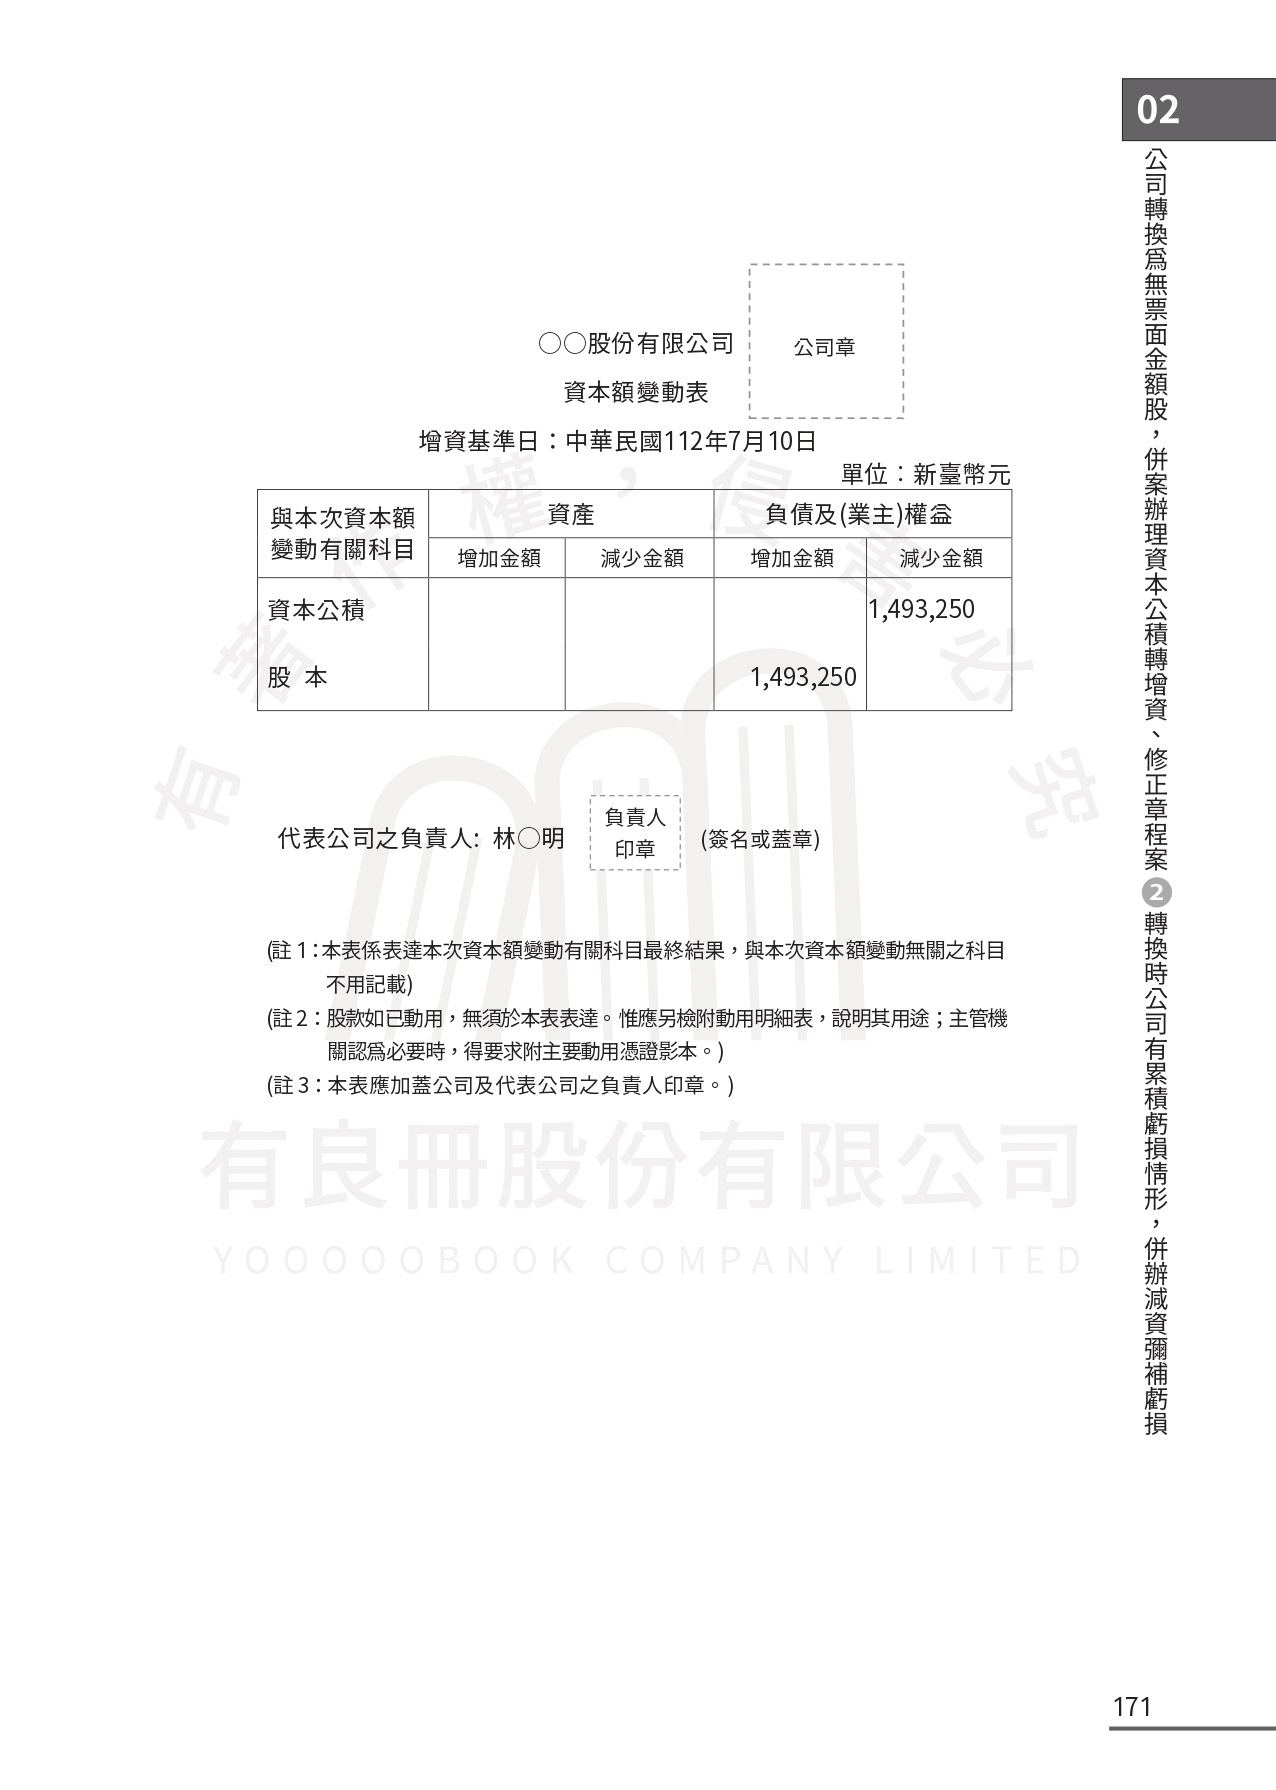 02
公司轉換為無票面金額股，併案辦理資本公積轉增資、修正章程案 2 轉換時公司有累積虧損情形，併辦減資彌補虧損
○○股份有限公司
公司章
資本額變動表
增資基準日：中華民國112年7月10日
單位：新臺幣元
與本次資本額
變動有關科目
資產
負債及(業主)權益
增加金額
減少金額
增加金額
減少金額
資本公積
1,493,250
股 本
1,493,250
代表公司之負責人: 林○明
負責人
印章
(簽名或蓋章)
(註 1：本表係表達本次資本額變動有關科目最終結果，與本次資本額變動無關之科目
不用記載)
(註 2：股款如已動用，無須於本表表達。惟應另檢附動用明細表，說明其用途；主管機
關認為必要時，得要求附主要動用憑證影本。)
(註 3：本表應加蓋公司及代表公司之負責人印章。)
有著作權，侵害必究
有良冊股份有限公司
YOOOOOBOOK COMPANY LIMITED
171